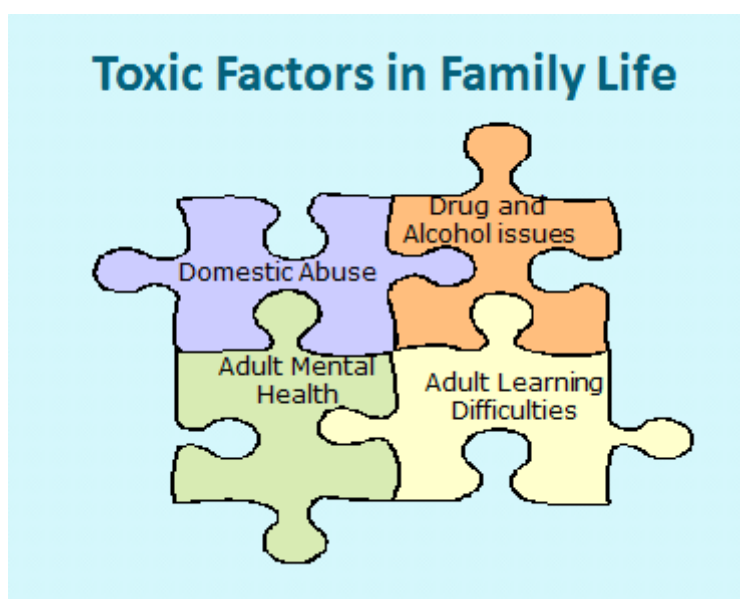 Toxic Factors in Family Life
Drug and
Alcohol issues
Domestic Abuse
Adult Mental
Health
Adult Learning
Difficulties